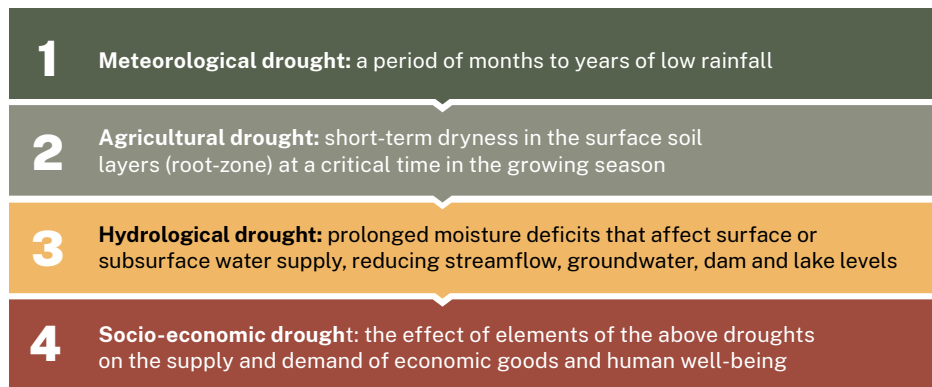 1
Meteorological drought: a period of months to years of low rainfall
2
Agricultural drought: short-term dryness in the surface soil
layers (root-zone) at a critical time in the growing season
3
Hydrological drought: prolonged moisture deficits that affect surface or
subsurface water supply, reducing streamflow, groundwater, dam and lake levels
4
Socio-economic drought: the effect of elements of the above droughts
on the supply and demand of economic goods and human well-being